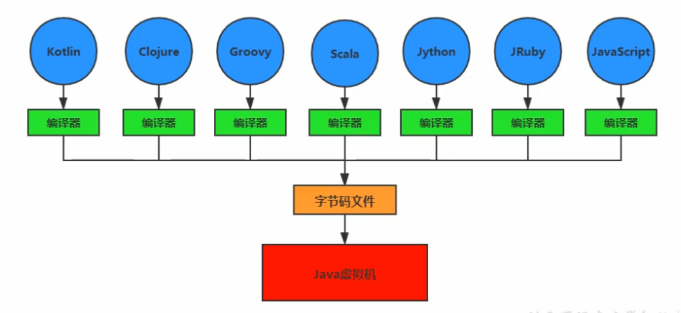 Kotlin
Clojure
Groovy
Scala
Jython
JRuby
JavaScript
编译器
编译器
编译器
编译器
编译器
编译器
编译器
字节码文件
Java虚拟机